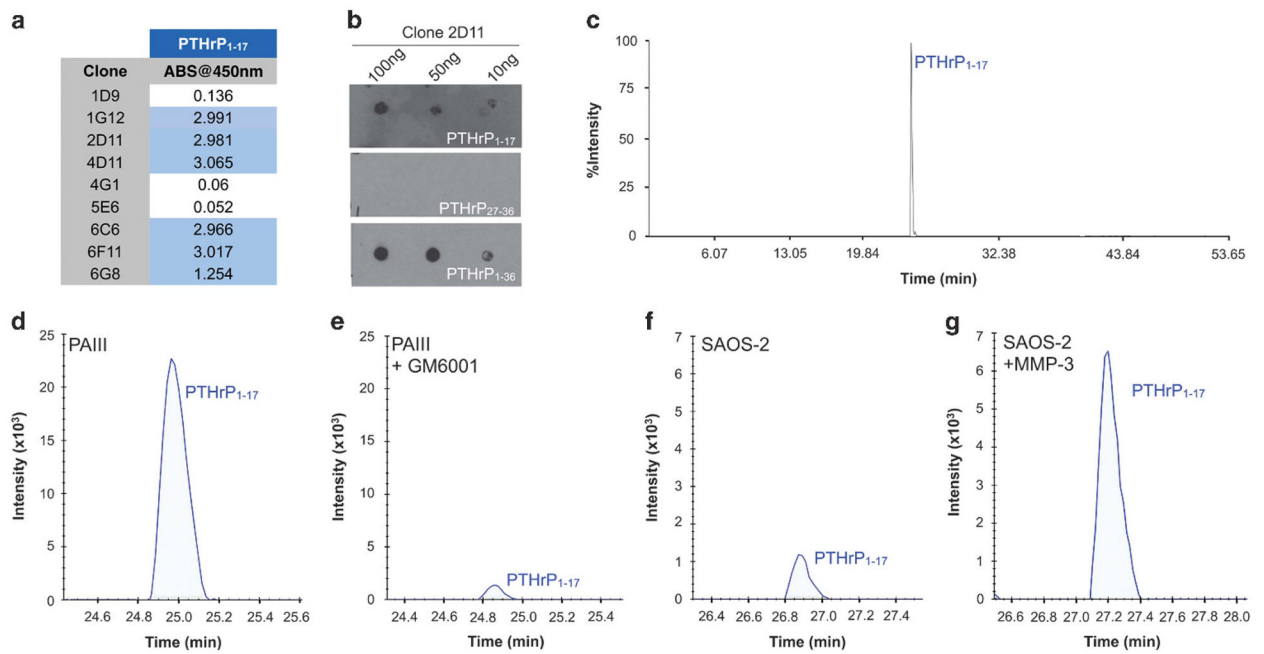 a
PTHrP1-17
Clone ABS@450nm
1D9 0.136
1G12 2.991
2D11 2.981
4D11 3.065
4G1 0.06
5E6 0.052
6C6 2.966
6F11 3.017
6G8 1.254
b
Clone 2D11
100ng 50ng 10ng
PTHrP1-17
PTHrP27-36
PTHrP1-36
c
100
75
50
25
0
%Intensity
PTHrP1-17
6.07 13.05 19.84 32.38 43.84 53.65
Time (min)
d
PAIII
25
20
15
10
5
0
Intensity (x10³)
PTHrP1-17
24.6 24.8 25.0 25.2 25.4 25.6
Time (min)
e
PAIII
+ GM6001
25
20
15
10
5
0
Intensity (x10³)
PTHrP1-17
24.4 24.6 24.8 25.0 25.2 25.4
Time (min)
f
SAOS-2
7
6
5
4
3
2
1
0
Intensity (x10³)
PTHrP1-17
26.4 26.6 26.8 27.0 27.2 27.4
Time (min)
g
SAOS-2
+MMP-3
7
6
5
4
3
2
1
0
Intensity (x10³)
PTHrP1-17
26.6 26.8 27.0 27.2 27.4 27.6 27.8 28.0
Time (min)